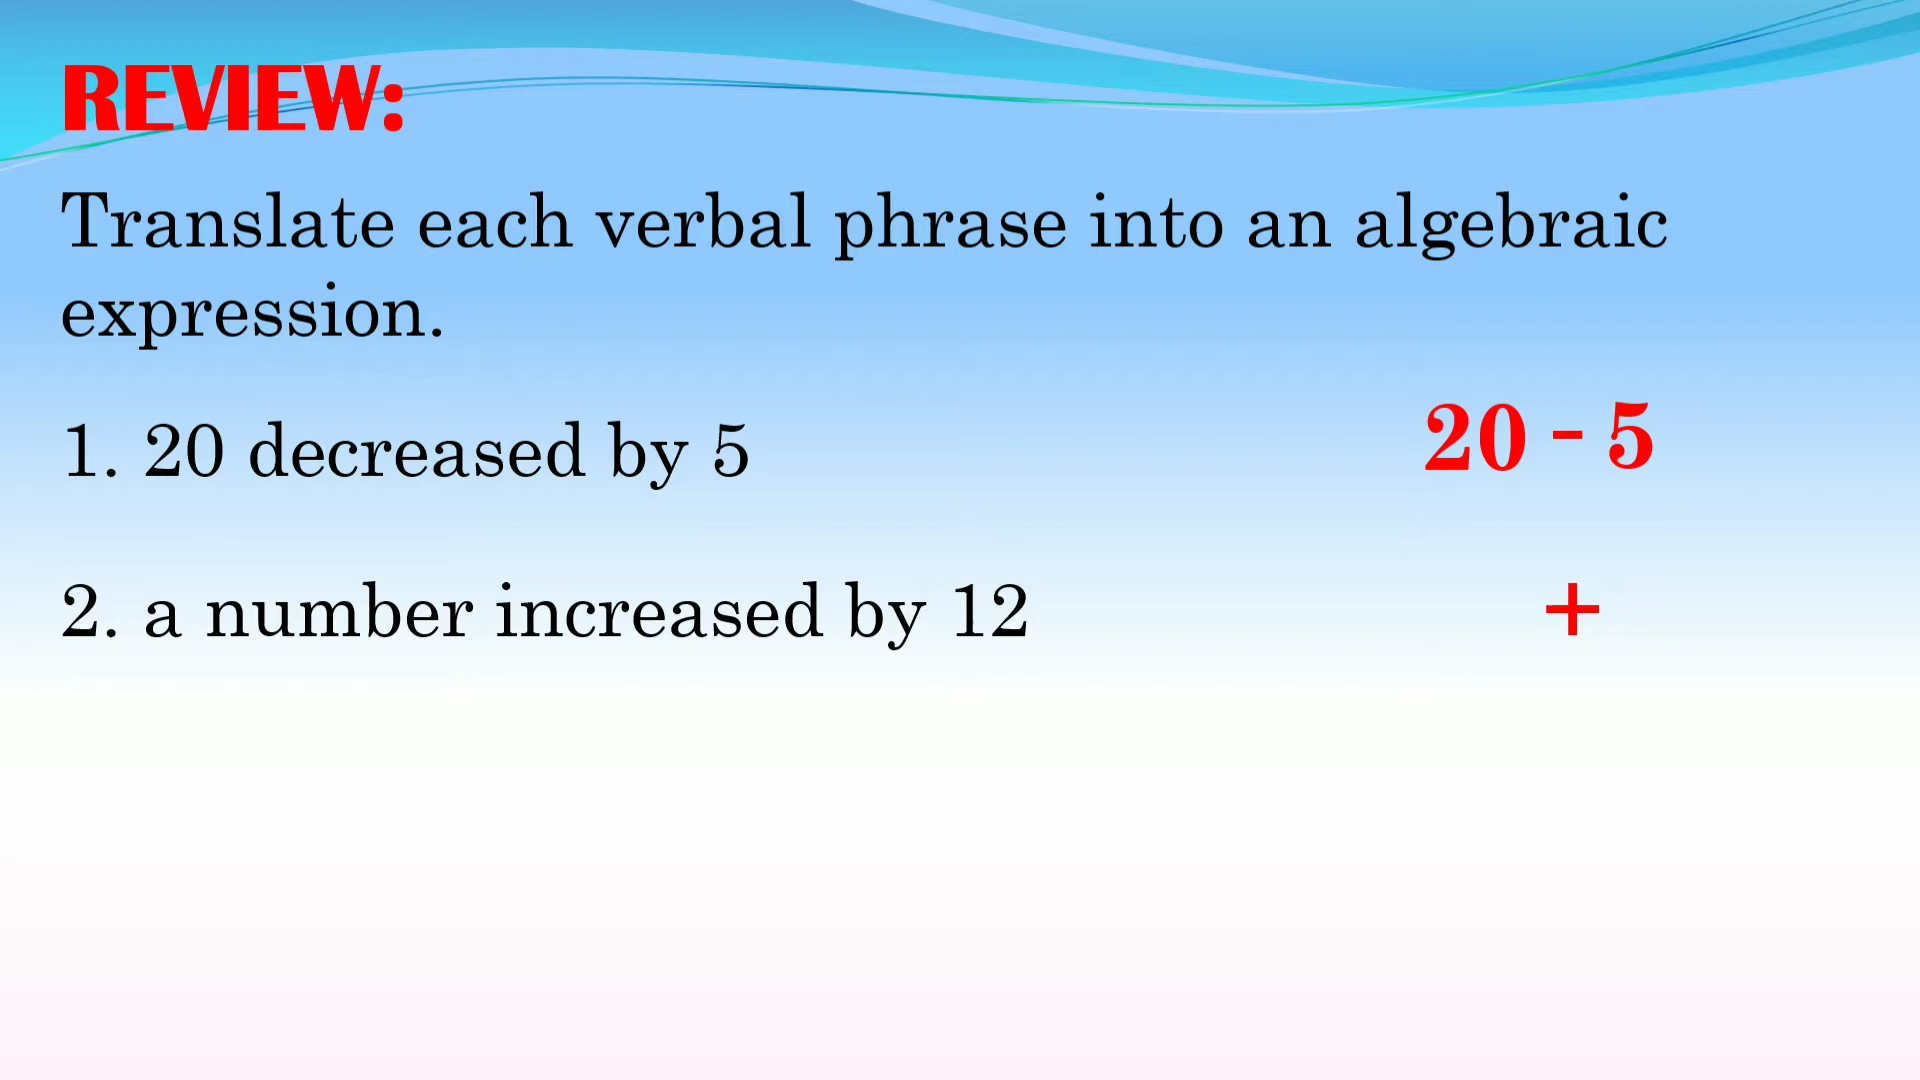 REVIEW:
Translate each verbal phrase into an algebraic
expression.
1. 20 decreased by 5 20 - 5
2. a number increased by 12 +